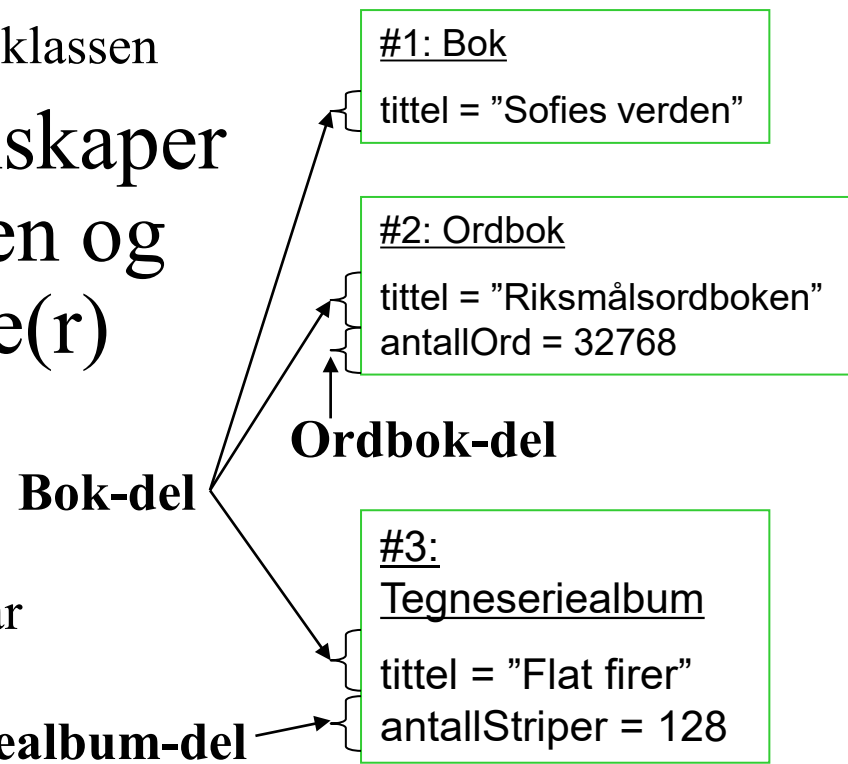 klassen
skaper
en og
e(r)
#1: Bok
tittel = ”Sofies verden”
#2: Ordbok
tittel = ”Riksmålsordboken”
antallOrd = 32768
Ordbok-del
Bok-del
ar
ealbum-del
#3:
Tegneseriealbum
tittel = ”Flat firer”
antallStriper = 128